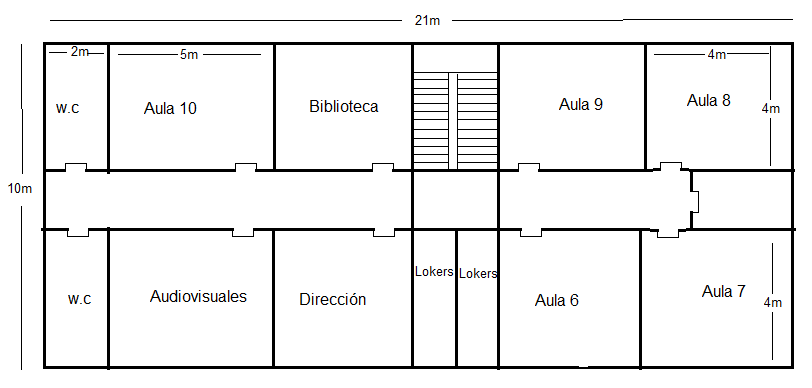 21m
2m
5m
4m
w.c
Aula 10
Biblioteca
Aula 9
Aula 8
4m
10m
Lokers
Lokers
w.c
Audiovisuales
Dirección
Aula 6
Aula 7
4m